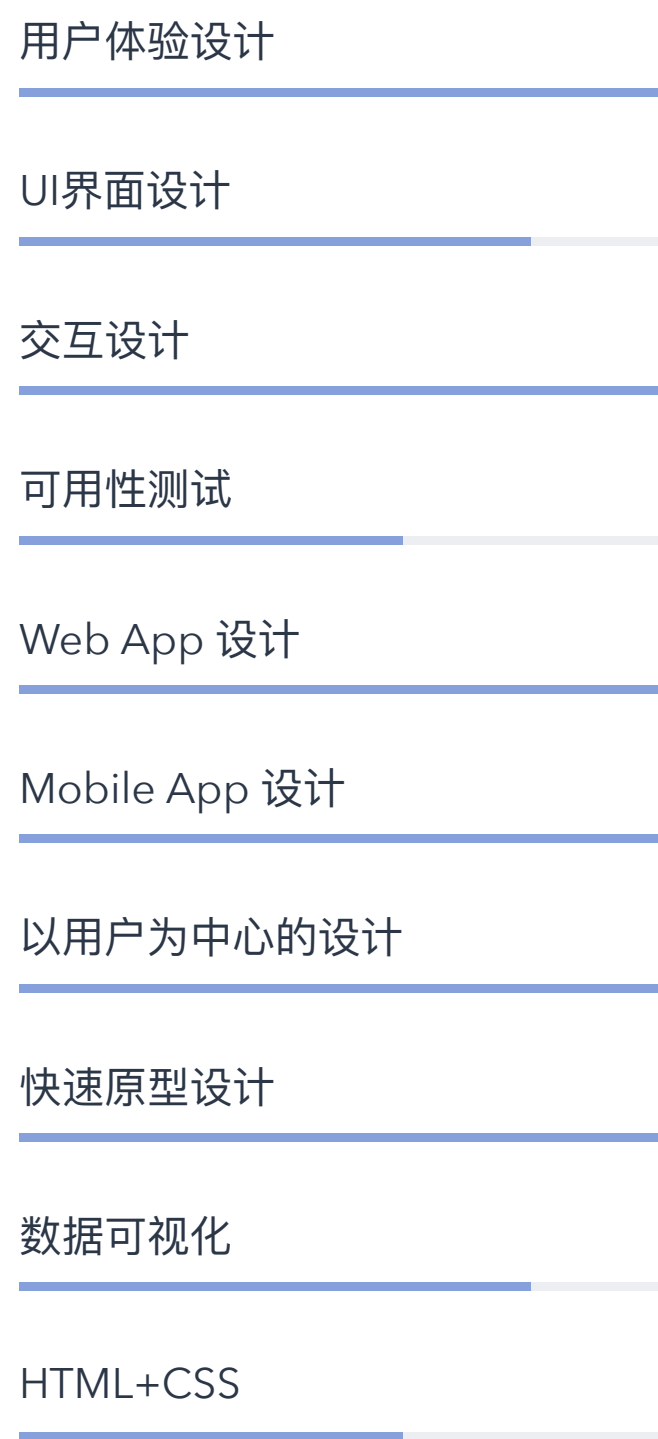 用户体验设计
UI界面设计
交互设计
可用性测试
Web App 设计
Mobile App 设计
以用户为中心的设计
快速原型设计
数据可视化
HTML+CSS